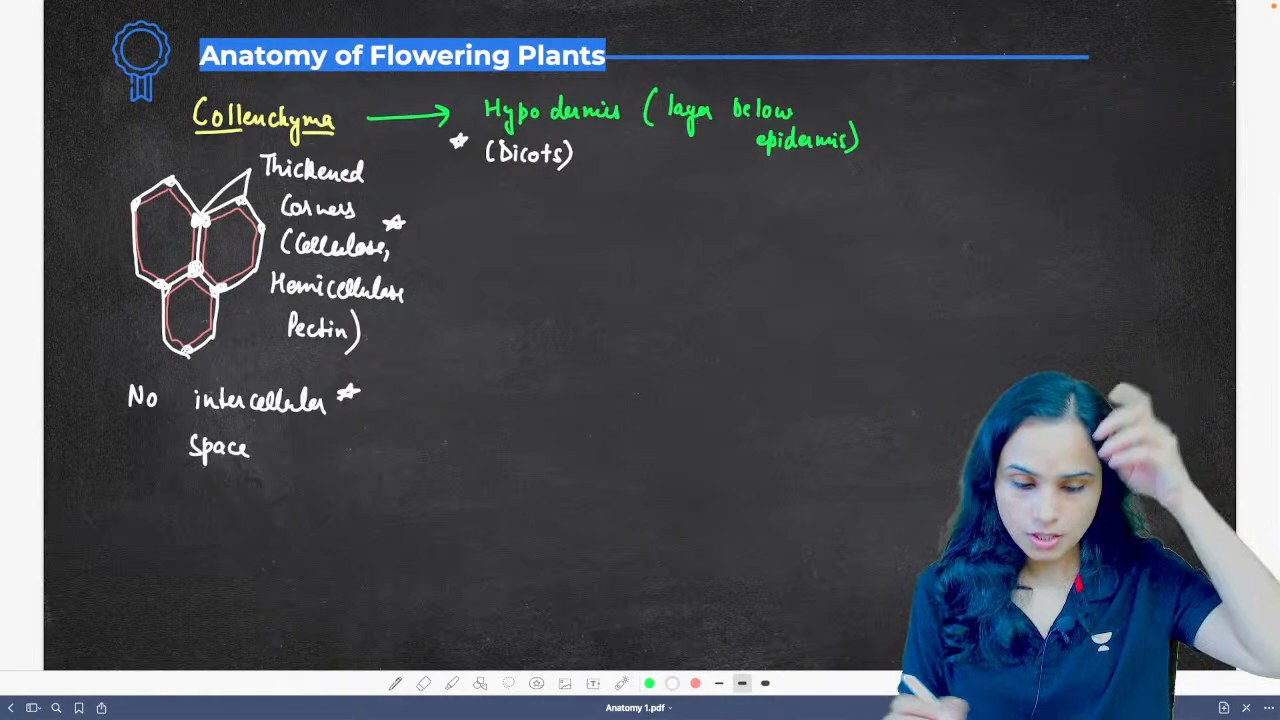 Anatomy of Flowering Plants
Collenchyma
Hypodermis (layer below
epidermis)
(Dicots)
Thickened
Corners
(Cellulose,
Hemicellulose
Pectin)
No intercellular
Space
Anatomy 1.pdf